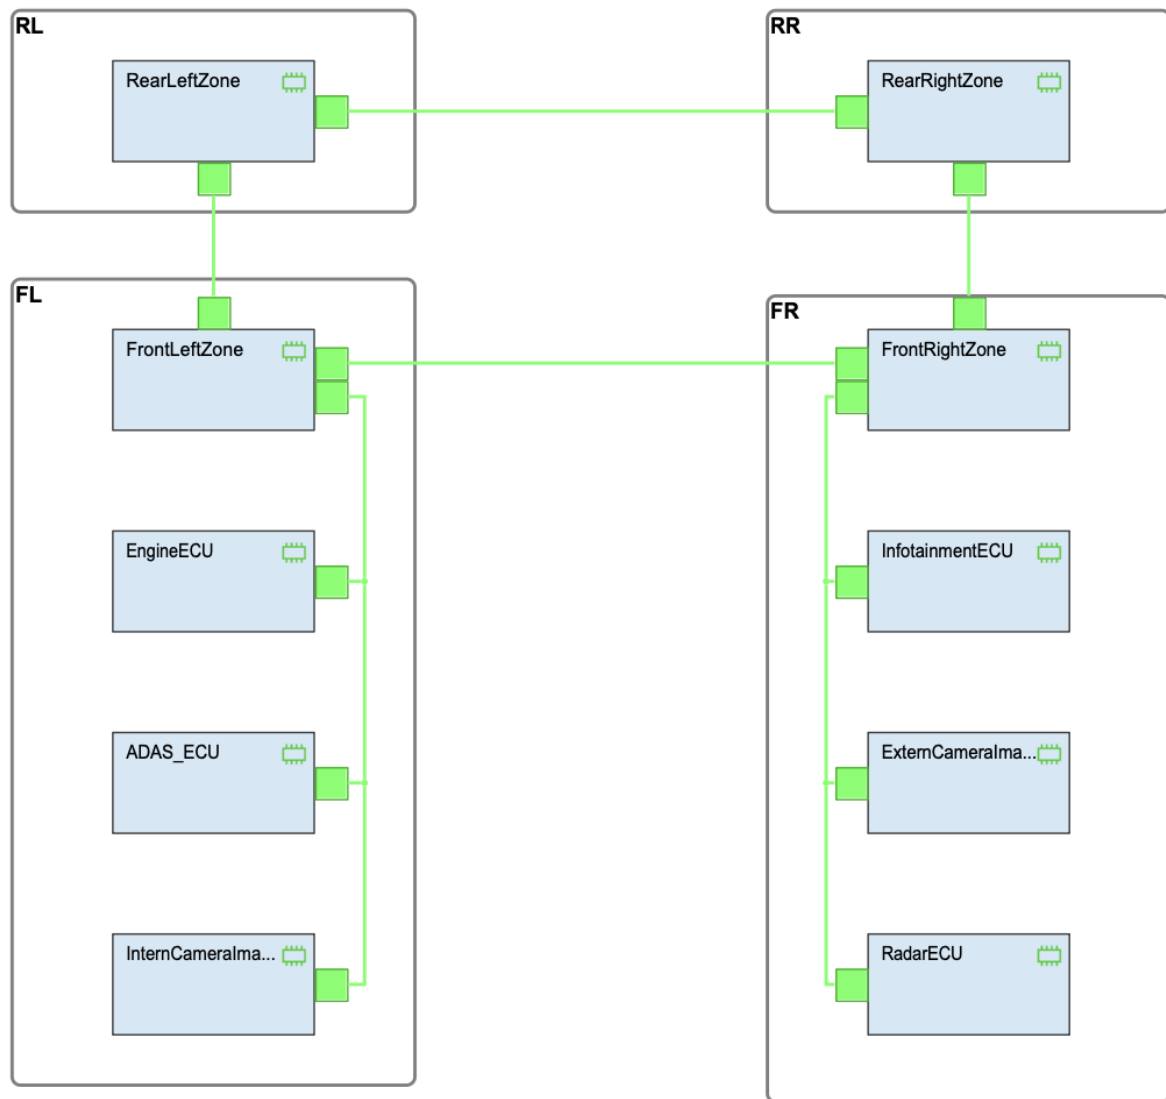 RL
RearLeftZone
RR
RearRightZone
FL
FrontLeftZone
EngineECU
ADAS_ECU
InternCameraIma...
FR
FrontRightZone
InfotainmentECU
ExternCameraIma...
RadarECU